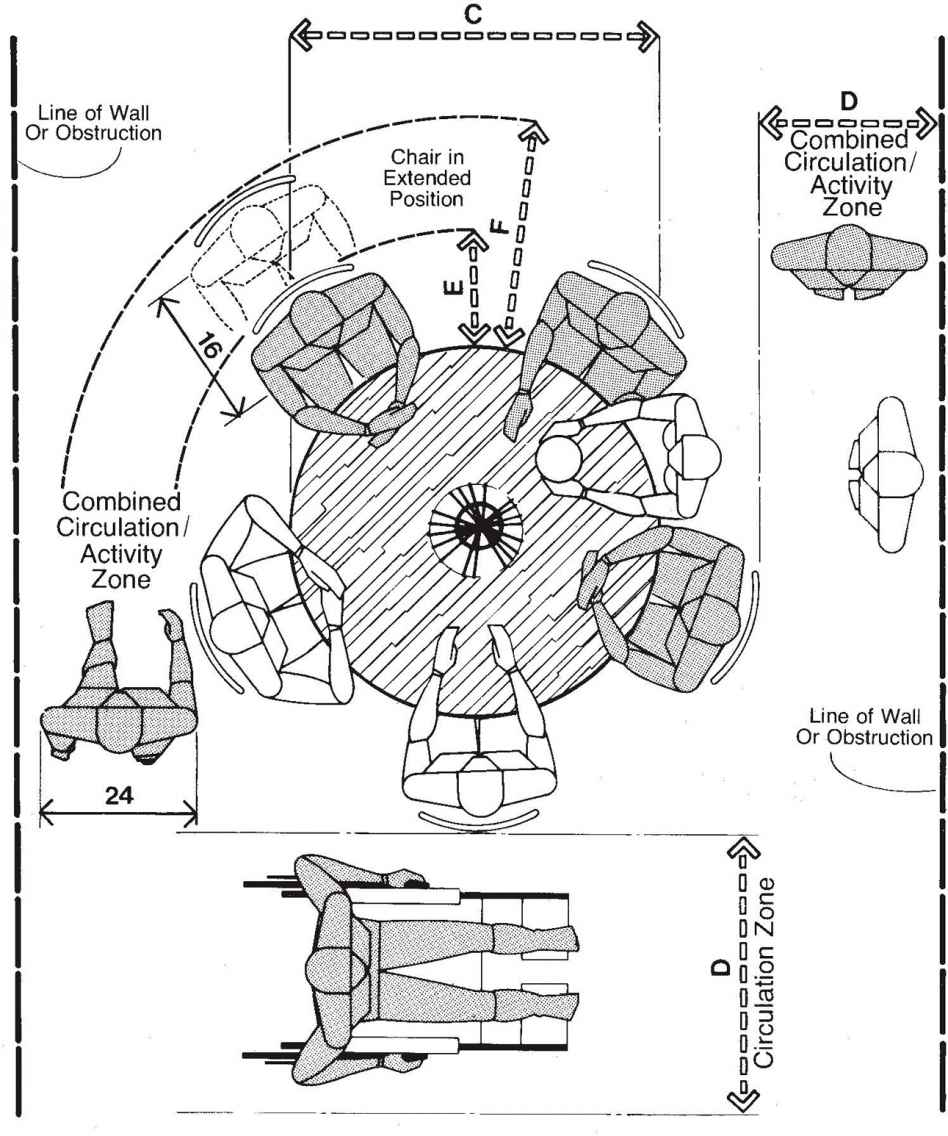 C
Line of Wall
Or Obstruction
D
Combined
Circulation/
Activity
Zone
Chair in
Extended
Position
F
E
16
Combined
Circulation/
Activity
Zone
Line of Wall
Or Obstruction
24
D
Circulation Zone